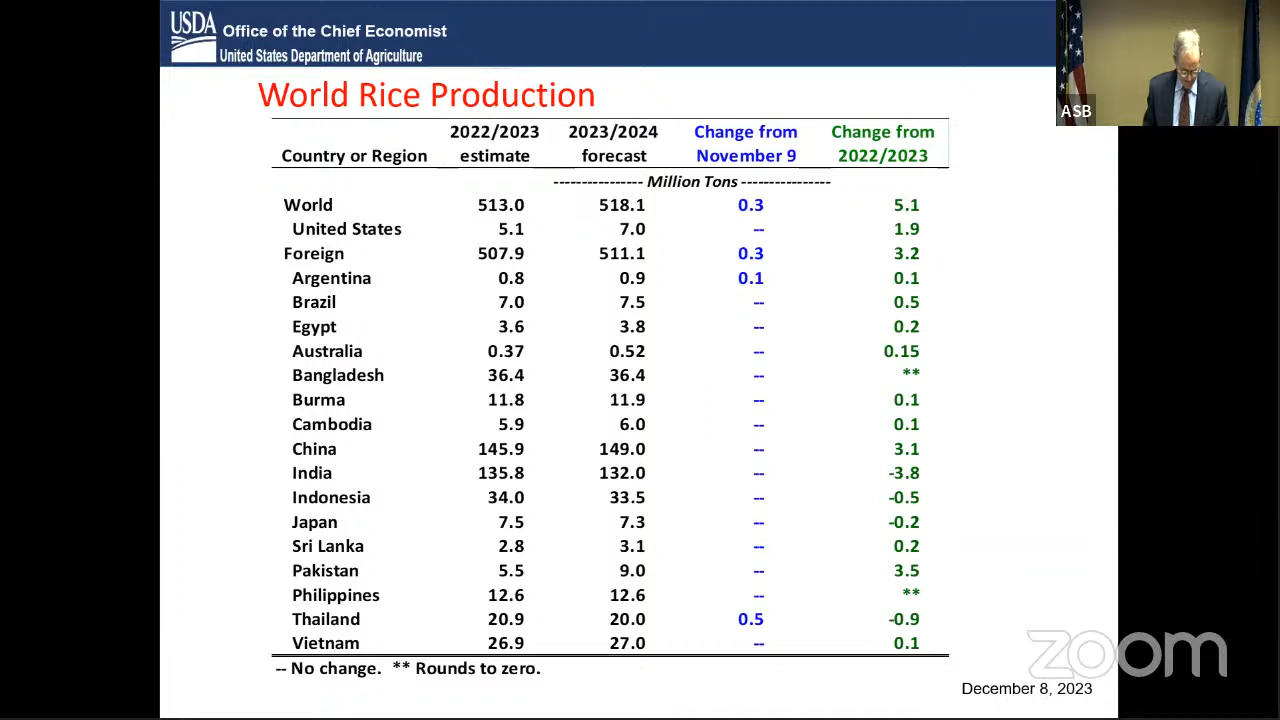 USDA Office of the Chief Economist
United States Department of Agriculture
ASB
World Rice Production
Country or Region 2022/2023 estimate 2023/2024 forecast Change from November 9 Change from 2022/2023
---------------- Million Tons ----------------
World 513.0 518.1 0.3 5.1
United States 5.1 7.0 -- 1.9
Foreign 507.9 511.1 0.3 3.2
Argentina 0.8 0.9 0.1 0.1
Brazil 7.0 7.5 -- 0.5
Egypt 3.6 3.8 -- 0.2
Australia 0.37 0.52 -- 0.15
Bangladesh 36.4 36.4 -- **
Burma 11.8 11.9 -- 0.1
Cambodia 5.9 6.0 -- 0.1
China 145.9 149.0 -- 3.1
India 135.8 132.0 -- -3.8
Indonesia 34.0 33.5 -- -0.5
Japan 7.5 7.3 -- -0.2
Sri Lanka 2.8 3.1 -- 0.2
Pakistan 5.5 9.0 -- 3.5
Philippines 12.6 12.6 -- **
Thailand 20.9 20.0 0.5 -0.9
Vietnam 26.9 27.0 -- 0.1
-- No change. ** Rounds to zero.
zoom
December 8, 2023